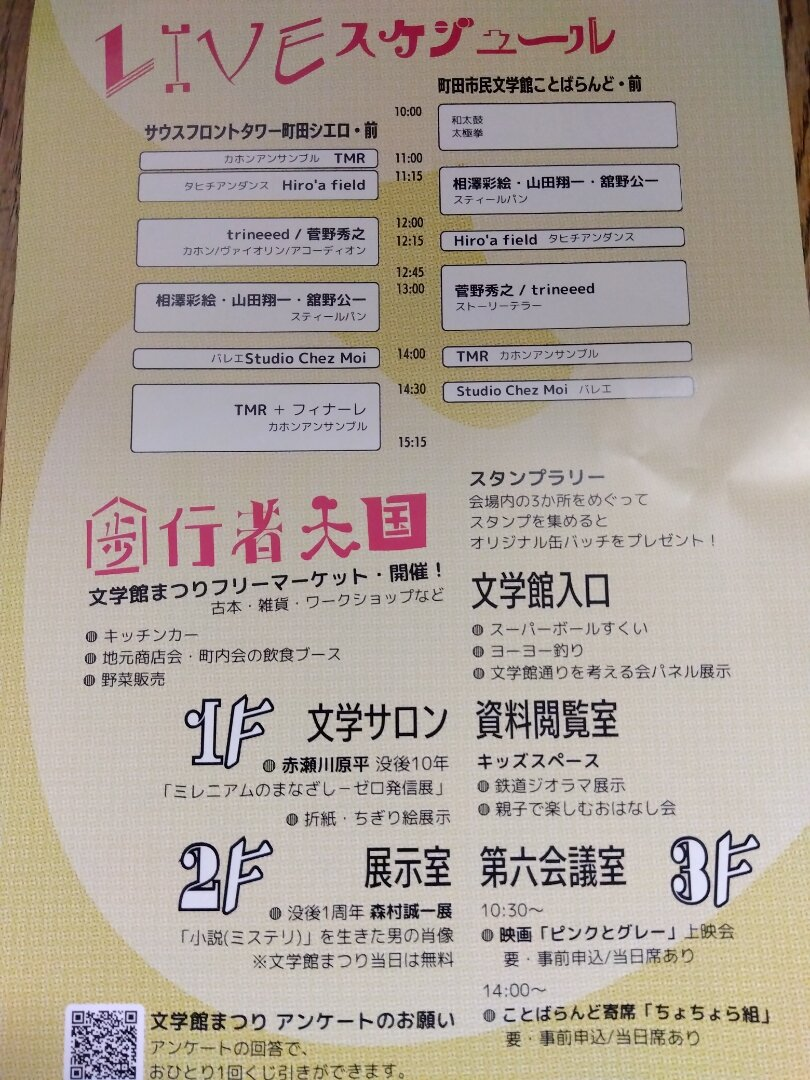 LIVEスケジュール
町田市民文学館ことばらんど・前
サウスフロントタワー町田シエロ・前
10:00
和太鼓
太極拳
カホンアンサンブル TMR
11:00
タヒチアンダンス Hiro'a field
11:15
相澤彩絵・山田翔一・舘野公一
スティールパン
trineeed / 菅野秀之
カホン/ヴァイオリン/アコーディオン
12:00
12:15
Hiro'a field タヒチアンダンス
12:45
13:00
相澤彩絵・山田翔一・舘野公一
スティールパン
菅野秀之 / trineeed
ストーリーテラー
バレエStudio Chez Moi
14:00
TMR カホンアンサンブル
14:30
Studio Chez Moi バレエ
TMR + フィナーレ
カホンアンサンブル
15:15
歩行者天国
文学館まつりフリーマーケット・開催！
古本・雑貨・ワークショップなど
キッチンカー
地元商店会・町内会の飲食ブース
野菜販売
スタンプラリー
会場内の3か所をめぐって
スタンプを集めると
オリジナル缶バッチをプレゼント！
文学館入口
スーパーボールすくい
ヨーヨー釣り
文学館通りを考える会パネル展示
1F 文学サロン
赤瀬川原平 没後10年
「ミレニアムのまなざし－ゼロ発信展」
折紙・ちぎり絵展示
資料閲覧室
キッズスペース
鉄道ジオラマ展示
親子で楽しむおはなし会
2F 展示室
没後1周年 森村誠一展
「小説(ミステリ)」を生きた男の肖像
※文学館まつり当日は無料
第六会議室 3F
10:30～
映画「ピンクとグレー」上映会
要・事前申込/当日席あり
14:00～
ことばらんど寄席「ちょちょら組」
要・事前申込/当日席あり
文学館まつり アンケートのお願い
アンケートの回答で、
おひとり1回くじ引きができます。